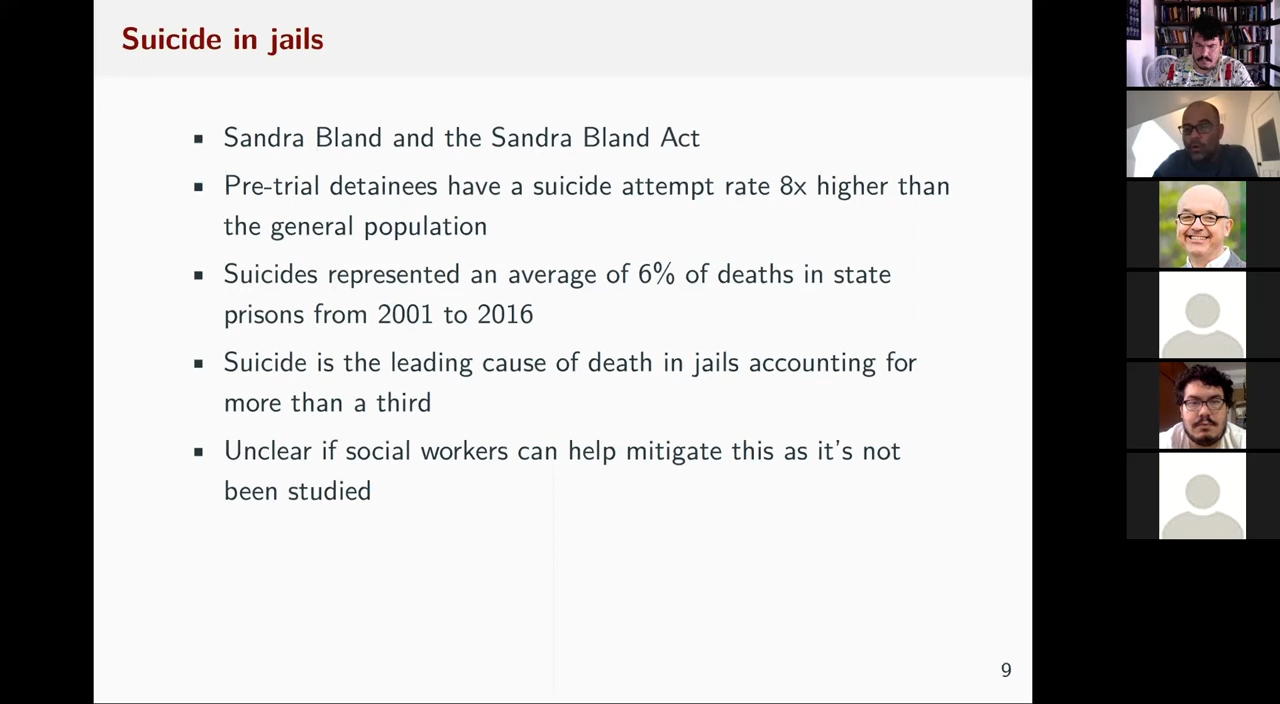 Suicide in jails
▪ Sandra Bland and the Sandra Bland Act
▪ Pre-trial detainees have a suicide attempt rate 8x higher than
the general population
▪ Suicides represented an average of 6% of deaths in state
prisons from 2001 to 2016
▪ Suicide is the leading cause of death in jails accounting for
more than a third
▪ Unclear if social workers can help mitigate this as it's not
been studied
9